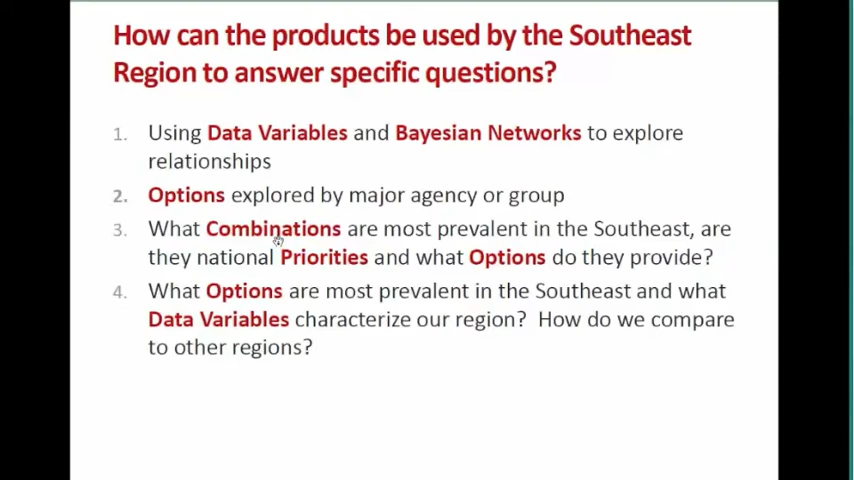 How can the products be used by the Southeast
Region to answer specific questions?
1. Using Data Variables and Bayesian Networks to explore
relationships
2. Options explored by major agency or group
3. What Combinations are most prevalent in the Southeast, are
they national Priorities and what Options do they provide?
4. What Options are most prevalent in the Southeast and what
Data Variables characterize our region? How do we compare
to other regions?